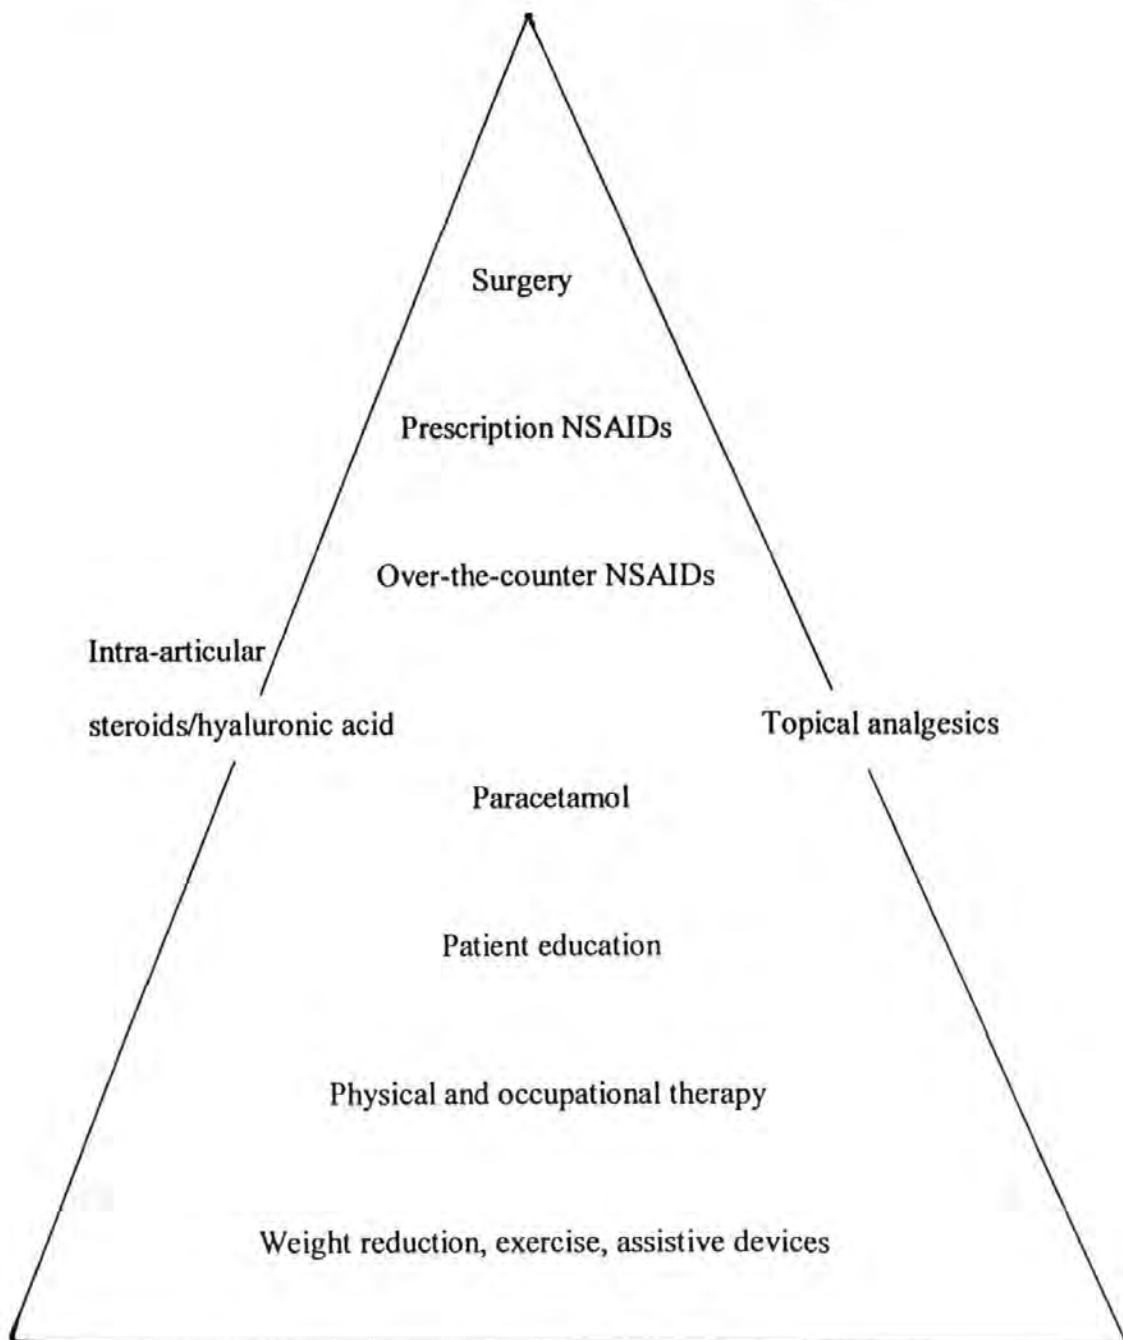 Surgery
Prescription NSAIDs
Over-the-counter NSAIDs
Intra-articular
steroids/hyaluronic acid
Topical analgesics
Paracetamol
Patient education
Physical and occupational therapy
Weight reduction, exercise, assistive devices